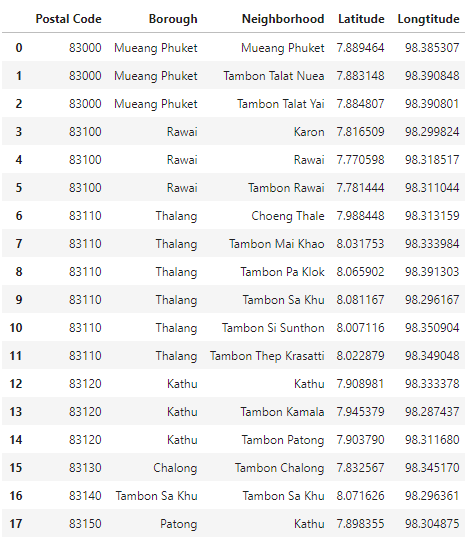 Postal Code Borough Neighborhood Latitude Longtitude
0 83000 Mueang Phuket Mueang Phuket 7.889464 98.385307
1 83000 Mueang Phuket Tambon Talat Nuea 7.883148 98.390848
2 83000 Mueang Phuket Tambon Talat Yai 7.884807 98.390801
3 83100 Rawai Karon 7.816509 98.299824
4 83100 Rawai Rawai 7.770598 98.318517
5 83100 Rawai Tambon Rawai 7.781444 98.311044
6 83110 Thalang Choeng Thale 7.988448 98.313159
7 83110 Thalang Tambon Mai Khao 8.031753 98.333984
8 83110 Thalang Tambon Pa Klok 8.065902 98.391303
9 83110 Thalang Tambon Sa Khu 8.081167 98.296167
10 83110 Thalang Tambon Si Sunthon 8.007116 98.350904
11 83110 Thalang Tambon Thep Krasatti 8.022879 98.349048
12 83120 Kathu Kathu 7.908981 98.333378
13 83120 Kathu Tambon Kamala 7.945379 98.287437
14 83120 Kathu Tambon Patong 7.903790 98.311680
15 83130 Chalong Tambon Chalong 7.832567 98.345170
16 83140 Tambon Sa Khu Tambon Sa Khu 8.071626 98.296361
17 83150 Patong Kathu 7.898355 98.304875